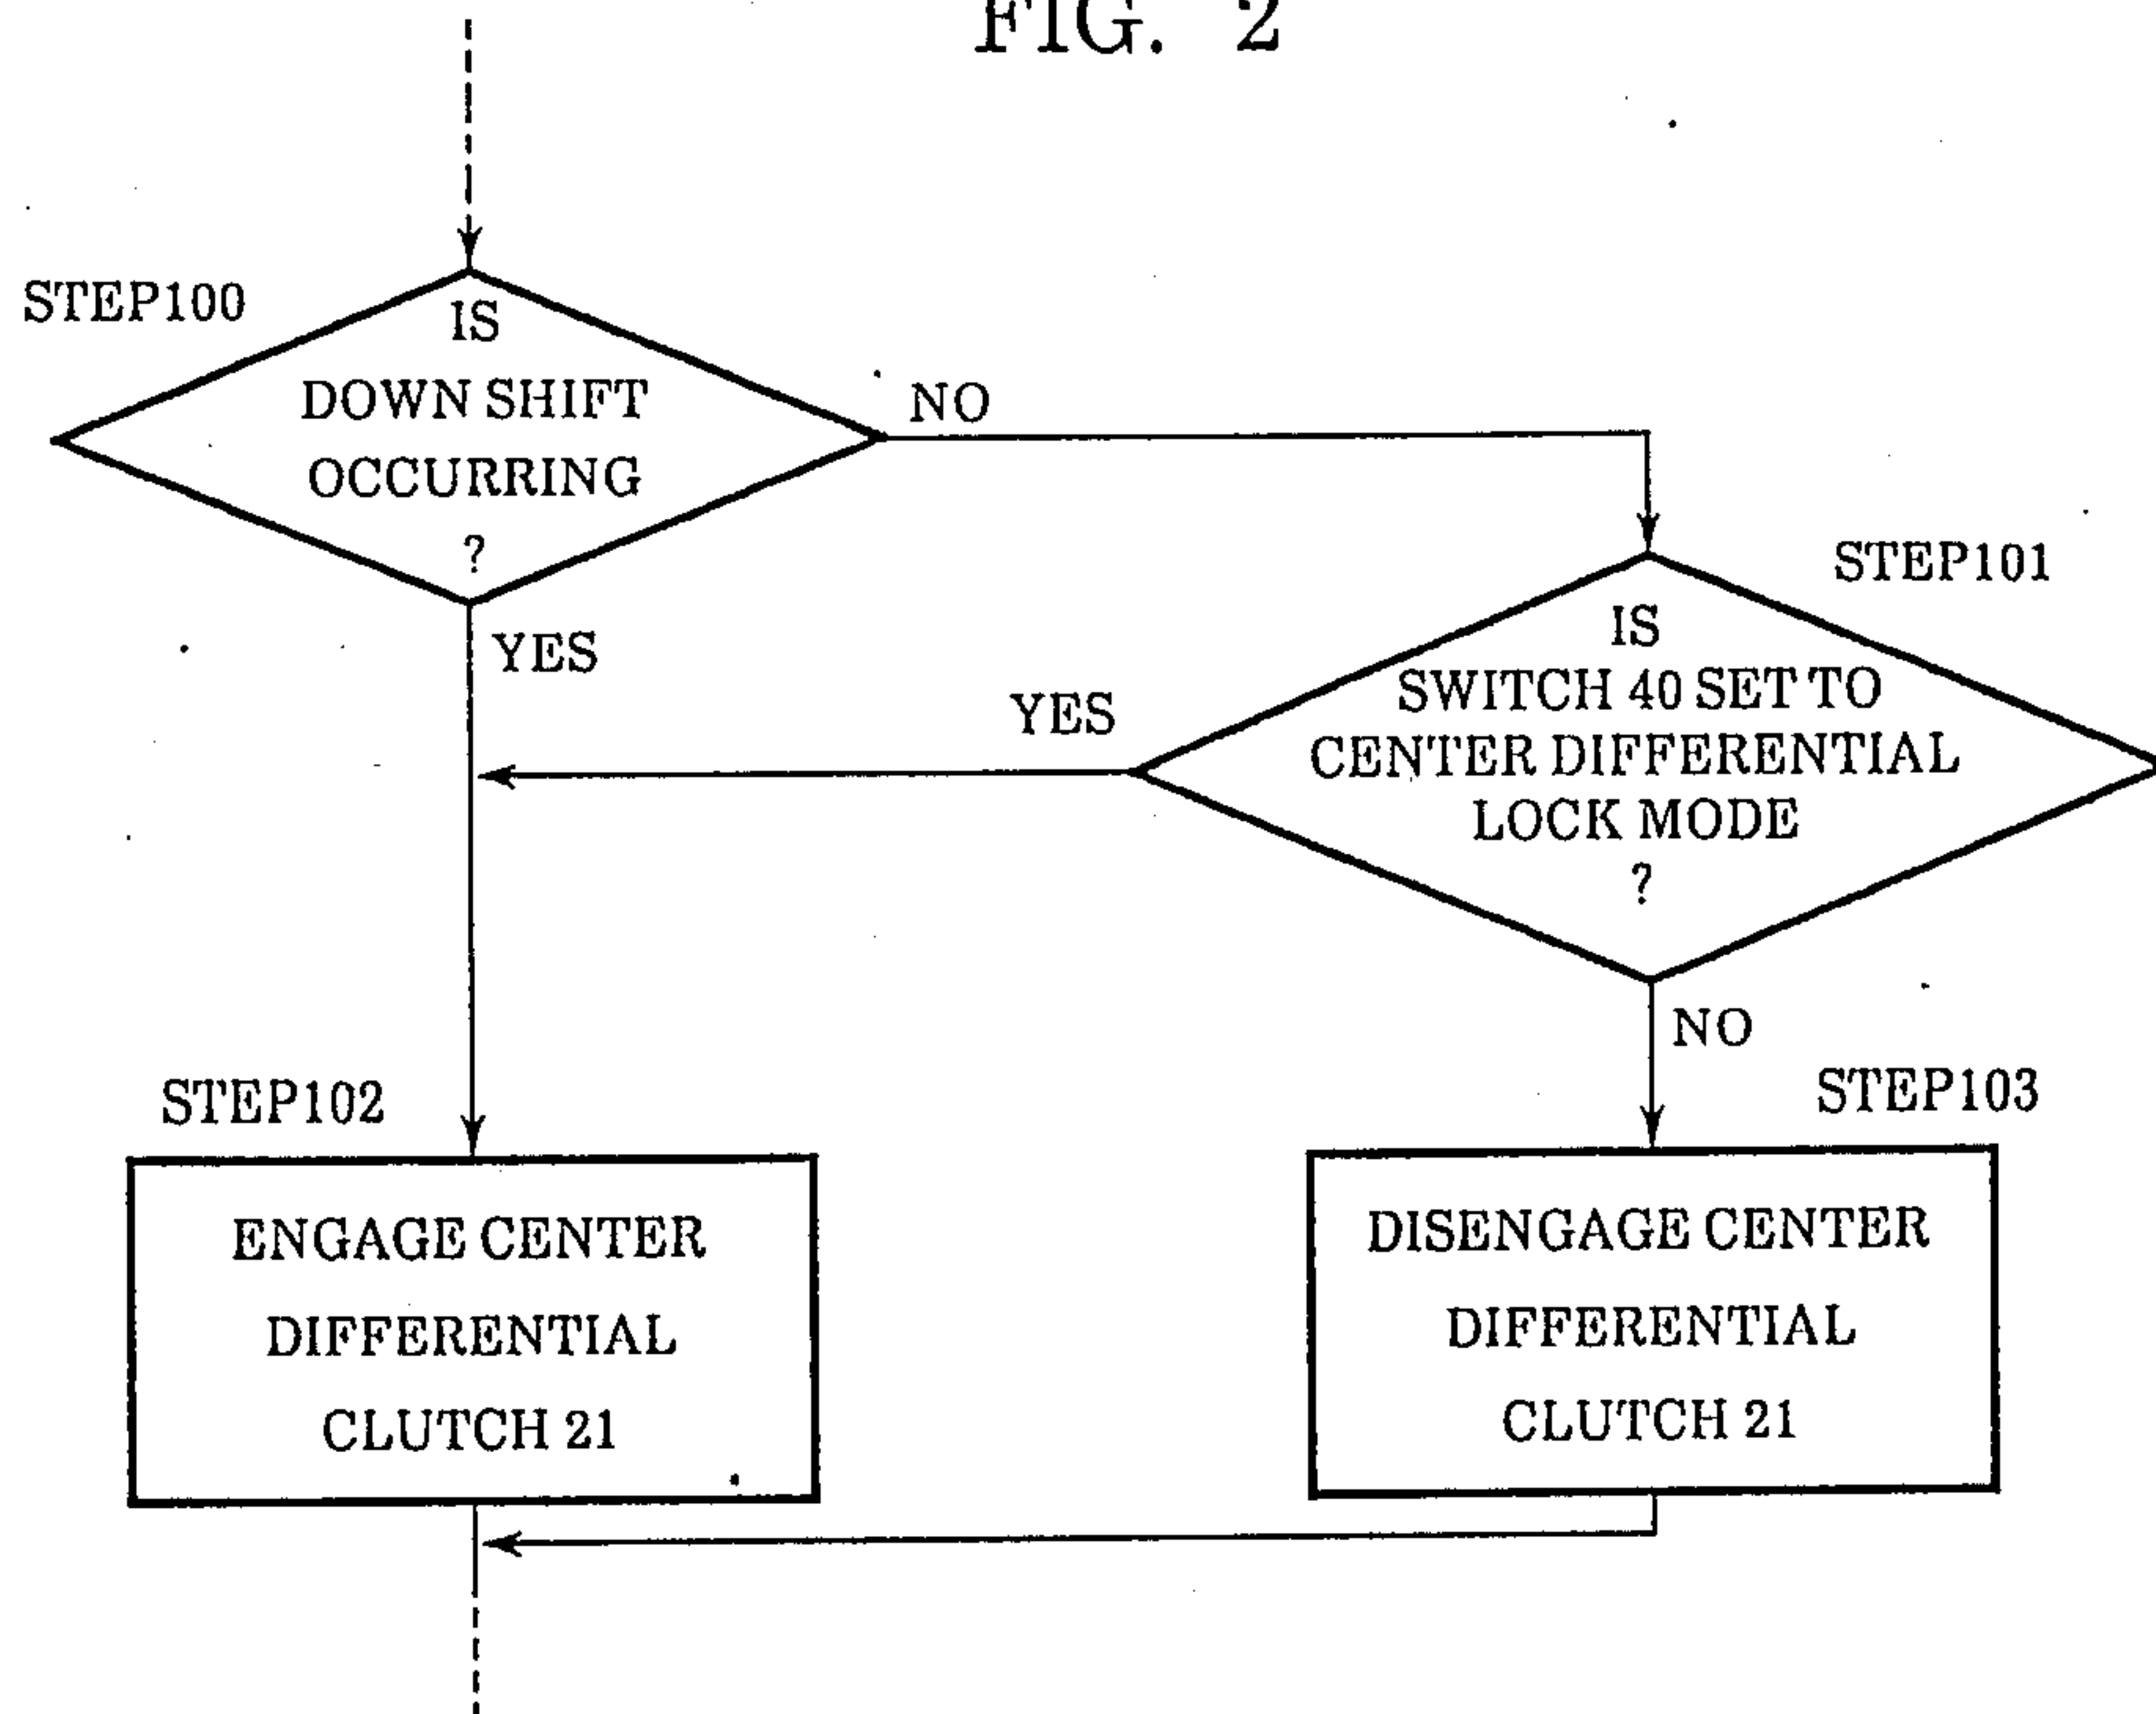 FIG. 2
STEP100
IS
DOWN SHIFT
OCCURRING
?
NO
YES
STEP101
IS
SWITCH 40 SET TO
CENTER DIFFERENTIAL
LOCK MODE
?
YES
NO
STEP102
ENGAGE CENTER
DIFFERENTIAL
CLUTCH 21
STEP103
DISENGAGE CENTER
DIFFERENTIAL
CLUTCH 21